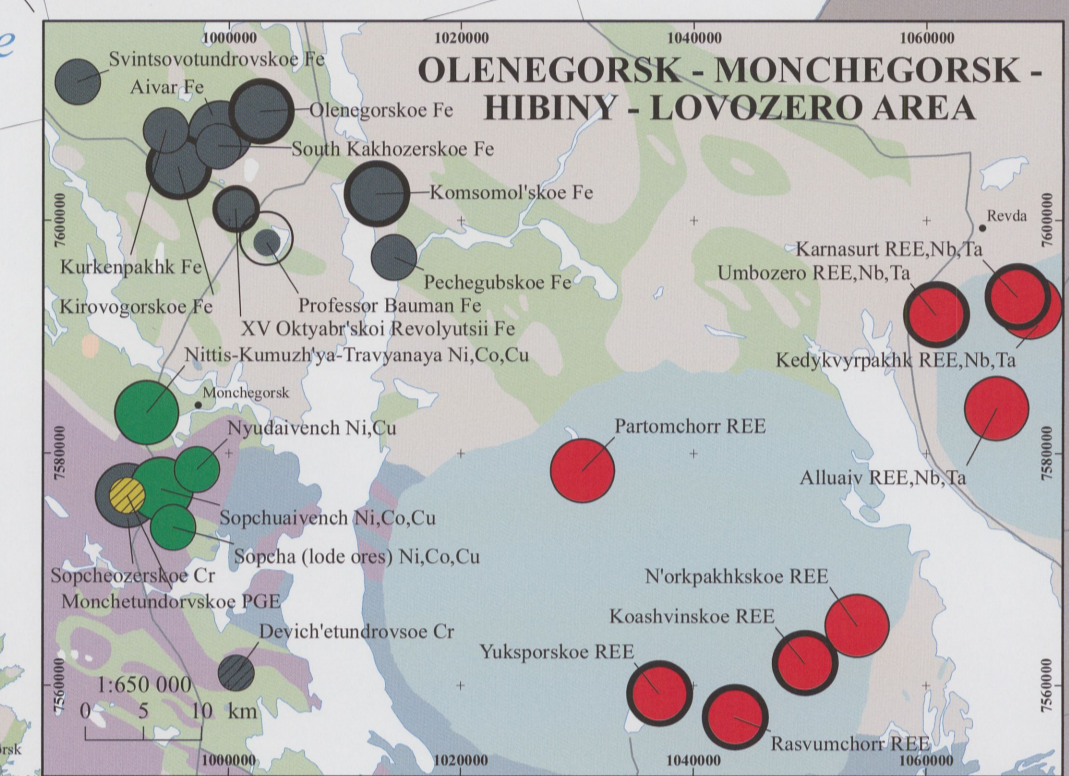 e
1000000 1020000 1040000 1060000
OLENEGORSK - MONCHEGORSK -
HIBINY - LOVOZERO AREA
Svintsovotundrovskoe Fe
Aivar Fe
Olenegorskoe Fe
South Kakhozerskoe Fe
Komsomol'skoe Fe
7600000
7600000
Revda
Karnasurt REE,Nb,Ta
Umbozero REE,Nb,Ta
Kurkenpakhk Fe
Pechegubskoe Fe
Kirovogorskoe Fe
Professor Bauman Fe
XV Oktyabr'skoi Revolyutsii Fe
Nittis-Kumuzh'ya-Travyanaya Ni,Co,Cu
Kedykvyrpakhk REE,Nb,Ta
Monchegorsk
Nyudaivench Ni,Cu
Partomchorr REE
7580000
7580000
Alluaiv REE,Nb,Ta
Sopchuaivench Ni,Co,Cu
Sopcha (lode ores) Ni,Co,Cu
Sopcheozerskoe Cr
N'orkpakhkskoe REE
Monchetundorvskoe PGE
Koashvinskoe REE
Devich'etundrovsoe Cr
Yuksporskoe REE
7560000
7560000
1:650 000
0 5 10 km
Rasvumchorr REE
rsk
1000000 1020000 1040000 1060000